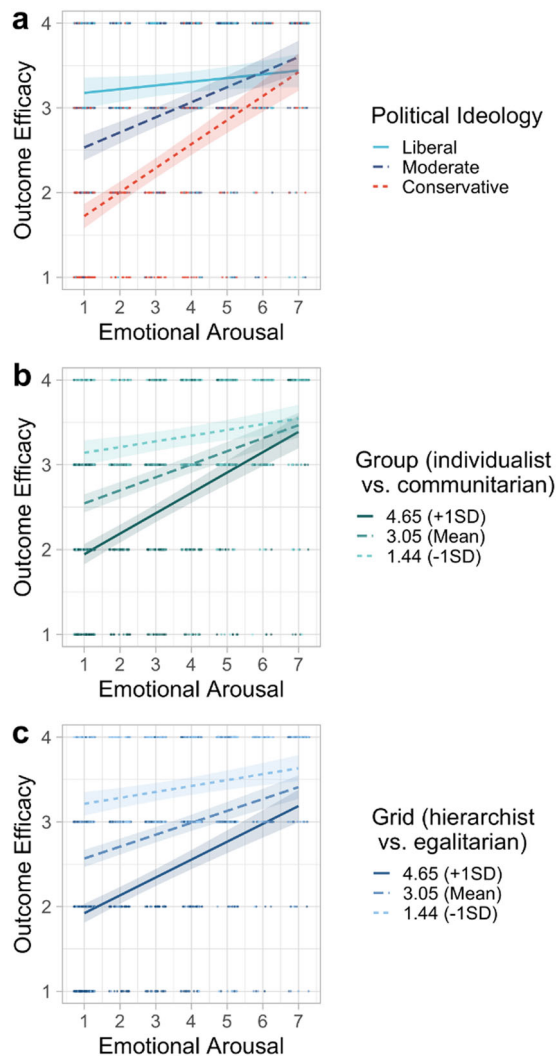 a
4
3
2
1
Outcome Efficacy
1 2 3 4 5 6 7
Emotional Arousal
Political Ideology
Liberal
Moderate
Conservative
b
4
3
2
1
Outcome Efficacy
1 2 3 4 5 6 7
Emotional Arousal
Group (individualist
vs. communitarian)
4.65 (+1SD)
3.05 (Mean)
1.44 (-1SD)
c
4
3
2
1
Outcome Efficacy
1 2 3 4 5 6 7
Emotional Arousal
Grid (hierarchist
vs. egalitarian)
4.65 (+1SD)
3.05 (Mean)
1.44 (-1SD)